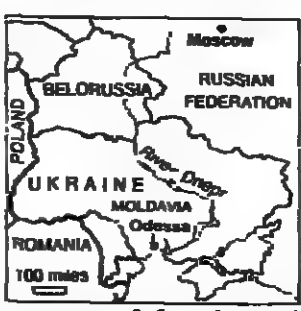 Moscow
RUSSIAN
FEDERATION
BELORUSSIA
POLAND
River Dnepr
UKRAINE
MOLDAVIA
Odessa
ROMANIA
100 miles